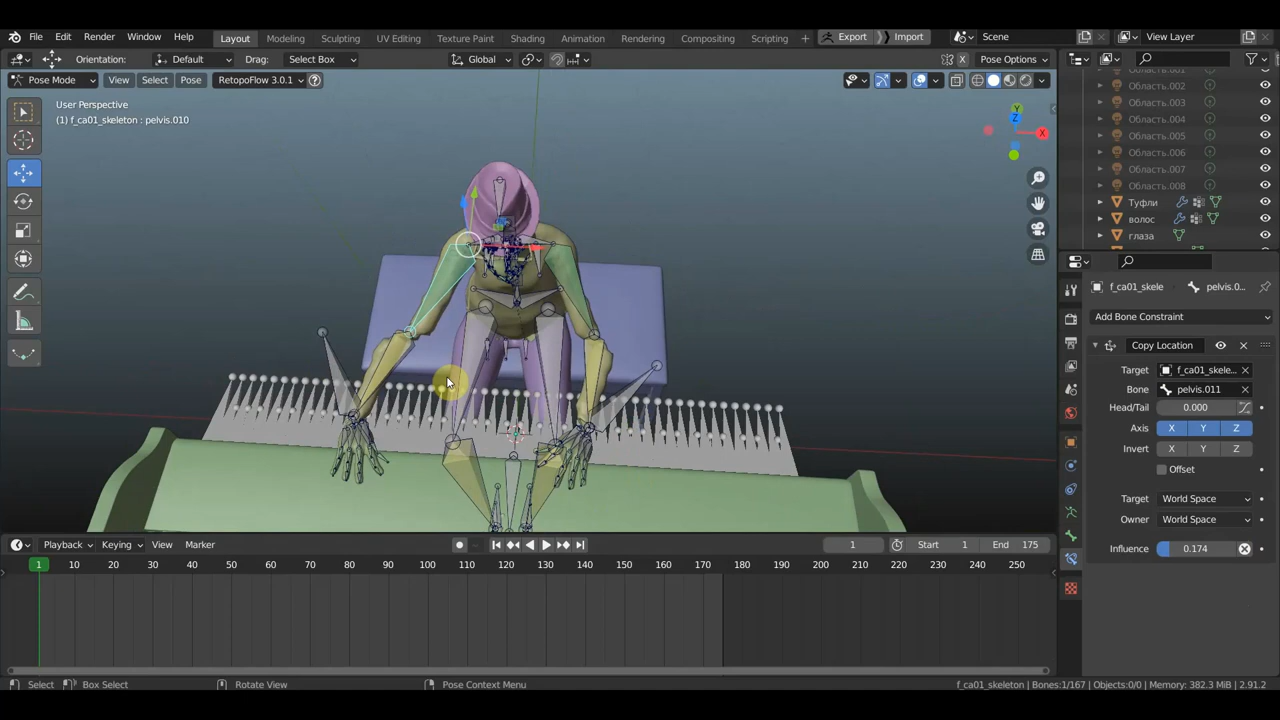 File Edit Render Window Help Layout Modeling Sculpting UV Editing Texture Paint Shading Animation Rendering Compositing Scripting + Export Import Scene View Layer
Orientation: Default Drag: Select Box Global Pose Options
Pose Mode View Select Pose RetopoFlow 3.0.1
User Perspective
(1) f_ca01_skeleton : pelvis.010
Y
Z
X
Область.002
Область.003
Область.004
Область.005
Область.006
Область.007
Область.008
Туфли
волос
глаза
f_ca01_skele pelvis.0...
Add Bone Constraint
Copy Location
Target f_ca01_skele...
Bone pelvis.011
Head/Tail 0.000
Axis X Y Z
Invert X Y Z
Offset
Target World Space
Owner World Space
Influence 0.174
Playback Keying View Marker 1 Start 1 End 175
1 10 20 30 40 50 60 70 80 90 100 110 120 130 140 150 160 170 180 190 200 210 220 230 240 250
Select Box Select Rotate View Pose Context Menu f_ca01_skeleton | Bones:1/167 | Objects:0/0 | Memory: 382.3 MiB | 2.91.2